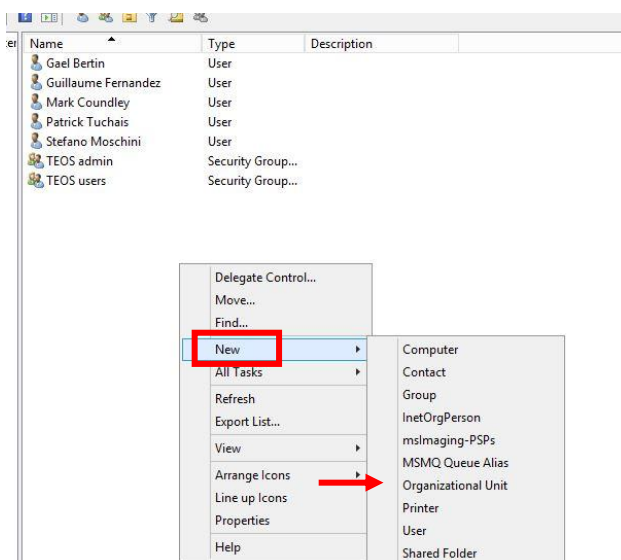 Name Type Description
Gael Bertin User
Guillaume Fernandez User
Mark Coundley User
Patrick Tuchais User
Stefano Moschini User
TEOS admin Security Group...
TEOS users Security Group...
Delegate Control...
Move...
Find...
New Computer
All Tasks Contact
Refresh Group
Export List... InetOrgPerson
View msImaging-PSPs
MSMQ Queue Alias
Arrange Icons Organizational Unit
Line up Icons Printer
Properties User
Help Shared Folder